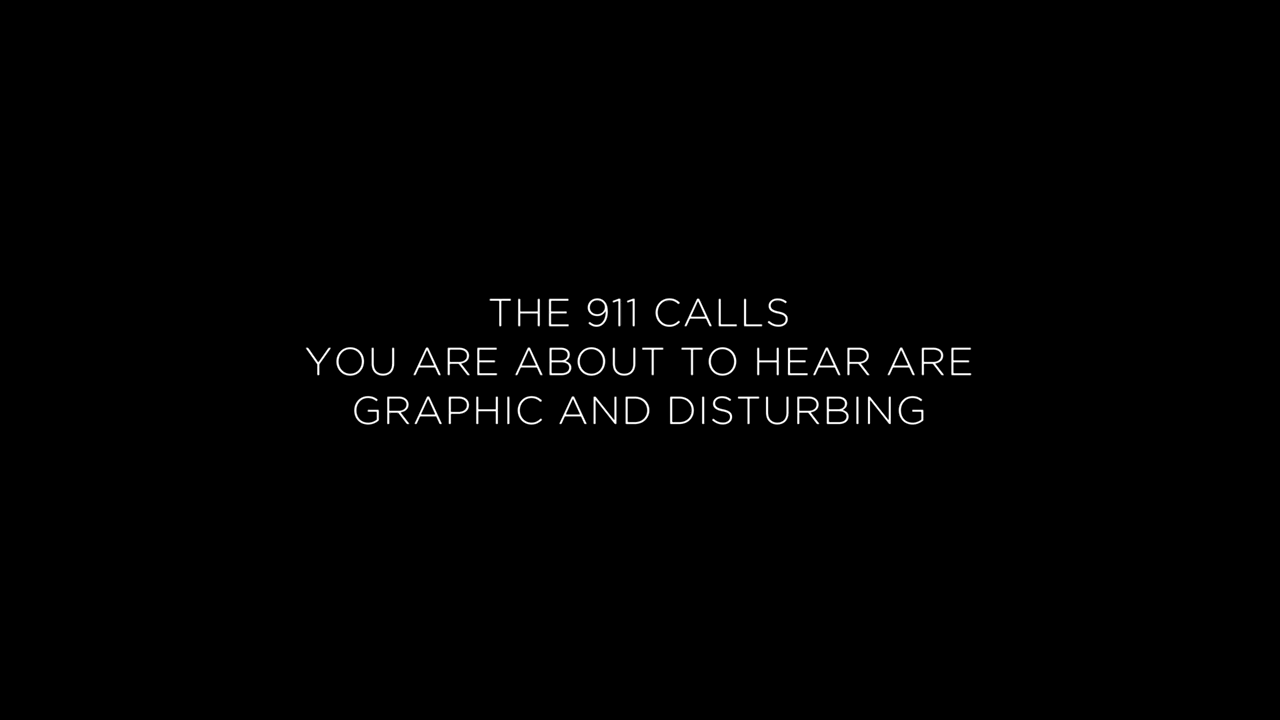 THE 911 CALLS
YOU ARE ABOUT TO HEAR ARE
GRAPHIC AND DISTURBING